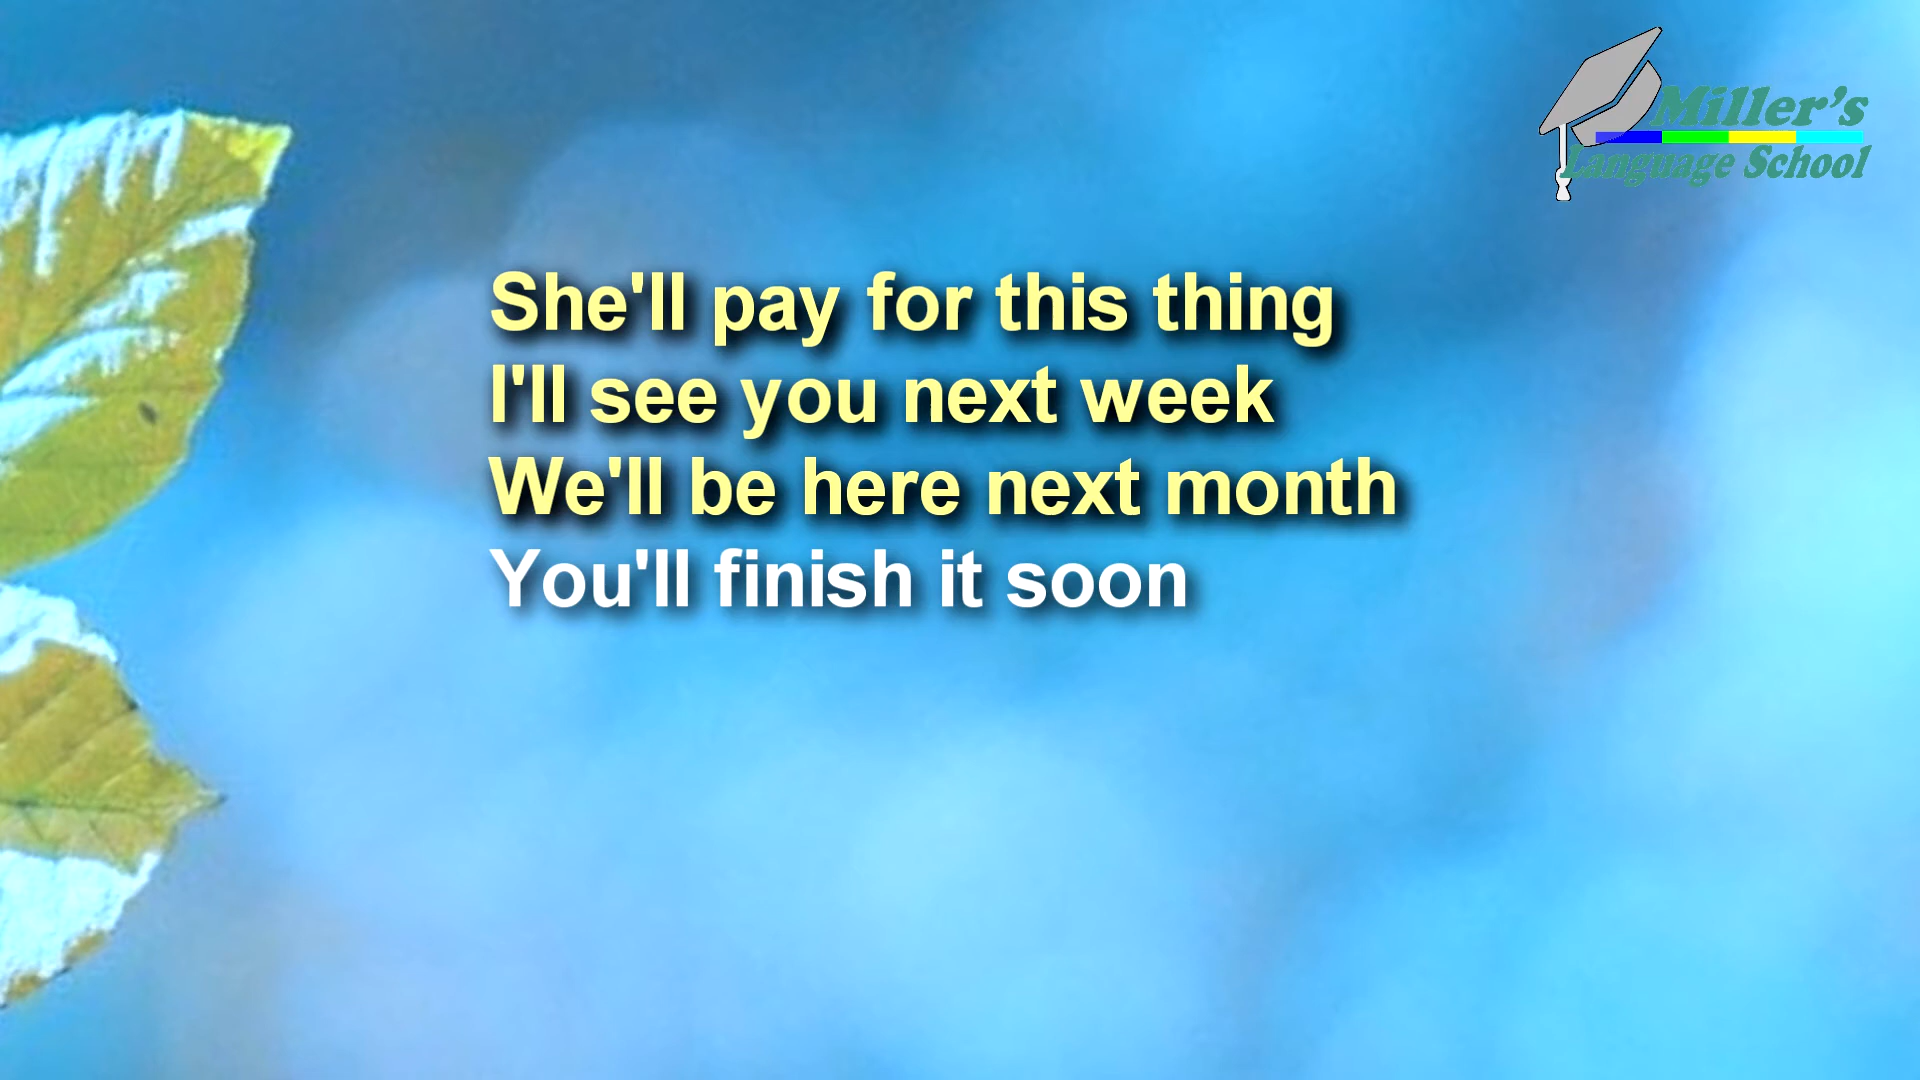 Miller's
Language School
She'll pay for this thing
I'll see you next week
We'll be here next month
You'll finish it soon